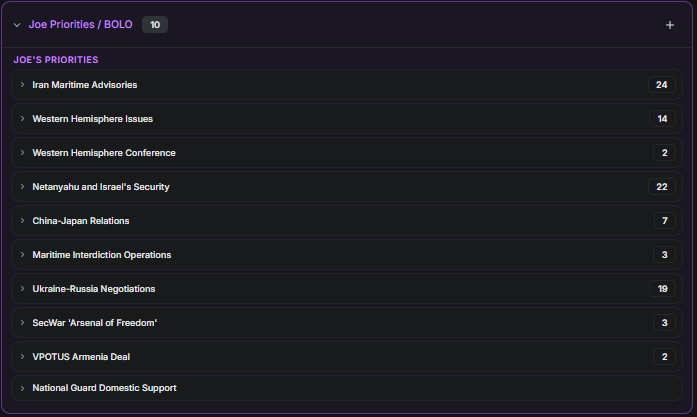 Joe Priorities / BOLO 10
JOE'S PRIORITIES
Iran Maritime Advisories 24
Western Hemisphere Issues 14
Western Hemisphere Conference 2
Netanyahu and Israel's Security 22
China-Japan Relations 7
Maritime Interdiction Operations 3
Ukraine-Russia Negotiations 19
SecWar 'Arsenal of Freedom' 3
VPOTUS Armenia Deal 2
National Guard Domestic Support